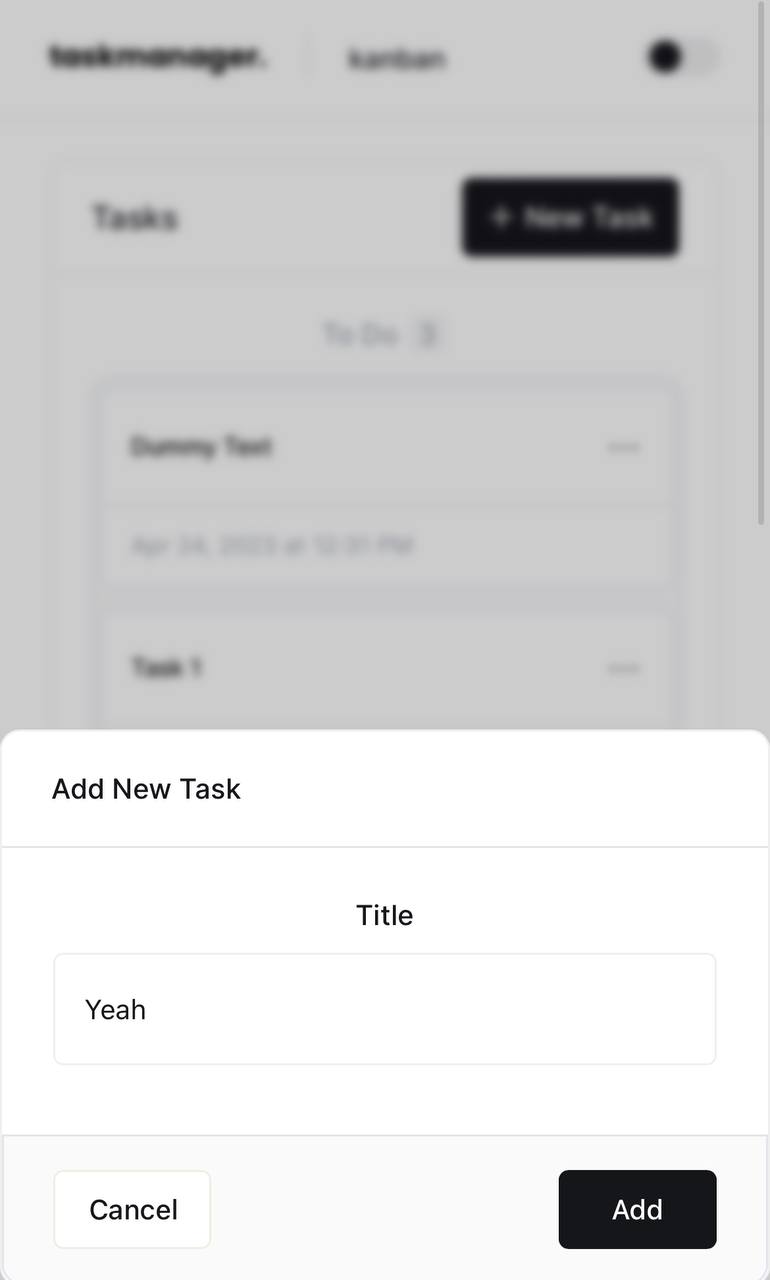 taskmanager.
kanban
Tasks
+ New Task
To Do 3
Dummy Text
Apr 24, 2023 at 12:31 PM
Task 1
Add New Task
Title
Yeah
Cancel
Add